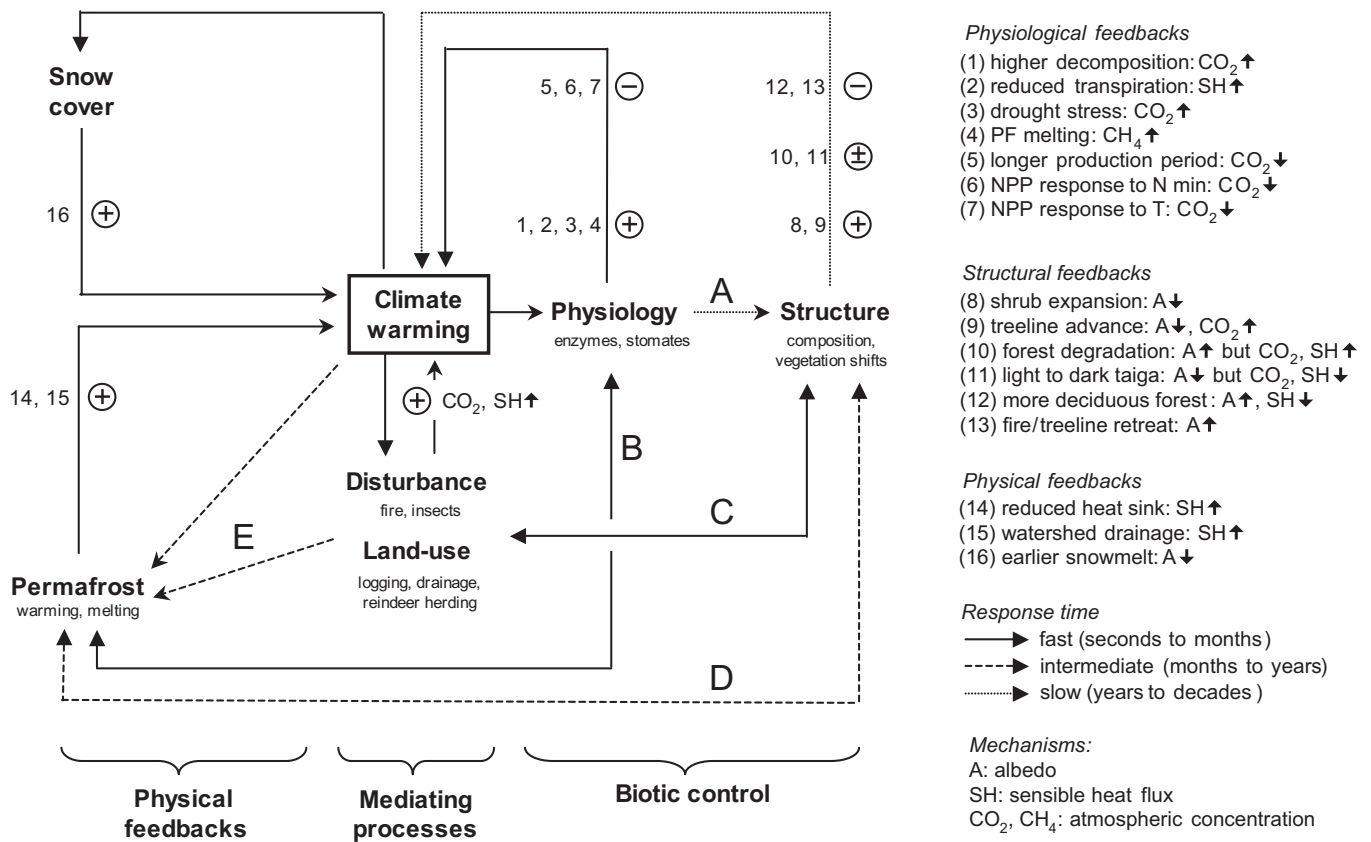 Snow
cover
16 +
14, 15 +
5, 6, 7 −
1, 2, 3, 4 +
12, 13 −
10, 11 ±
8, 9 +
Climate
warming
Physiology
enzymes, stomates
A
Structure
composition,
vegetation shifts
+ CO₂, SH↑
B
C
Disturbance
fire, insects
E
Land-use
logging, drainage,
reindeer herding
Permafrost
warming, melting
D
Physical
feedbacks
Mediating
processes
Biotic control
Physiological feedbacks
(1) higher decomposition: CO₂↑
(2) reduced transpiration: SH↑
(3) drought stress: CO₂↑
(4) PF melting: CH₄↑
(5) longer production period: CO₂↓
(6) NPP response to N min: CO₂↓
(7) NPP response to T: CO₂↓
Structural feedbacks
(8) shrub expansion: A↓
(9) treeline advance: A↓, CO₂↑
(10) forest degradation: A↑ but CO₂, SH↑
(11) light to dark taiga: A↓ but CO₂, SH↓
(12) more deciduous forest: A↑, SH↓
(13) fire/treeline retreat: A↑
Physical feedbacks
(14) reduced heat sink: SH↑
(15) watershed drainage: SH↑
(16) earlier snowmelt: A↓
Response time
fast (seconds to months)
intermediate (months to years)
slow (years to decades)
Mechanisms:
A: albedo
SH: sensible heat flux
CO₂, CH₄: atmospheric concentration